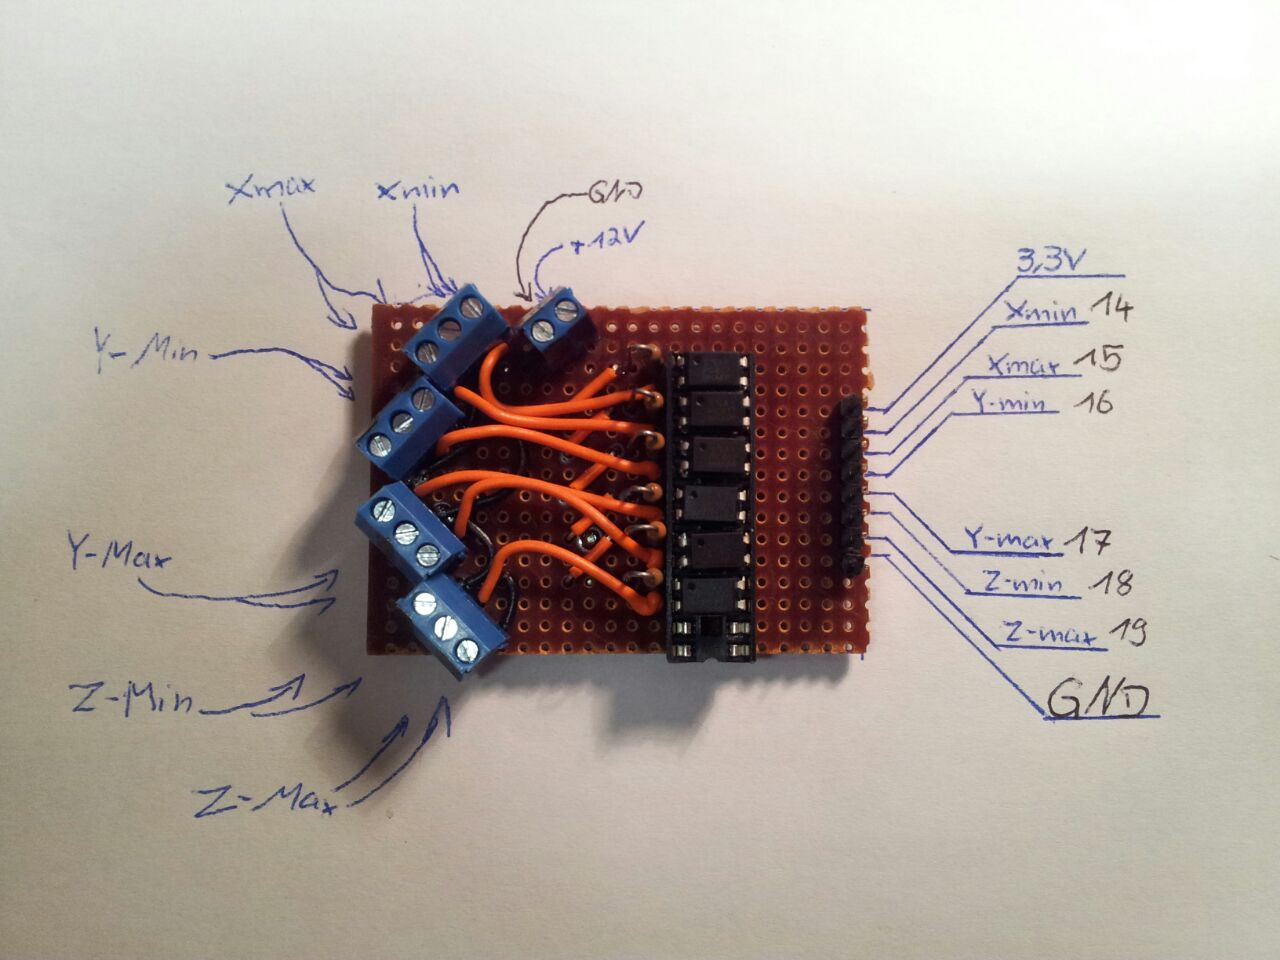 Xmax
Xmin
GND
+12V
Y-Min
Y-Max
Z-Min
Z-Max
3,3V
Xmin 14
Xmax 15
Y-min 16
Y-max 17
Z-min 18
Z-max 19
GND